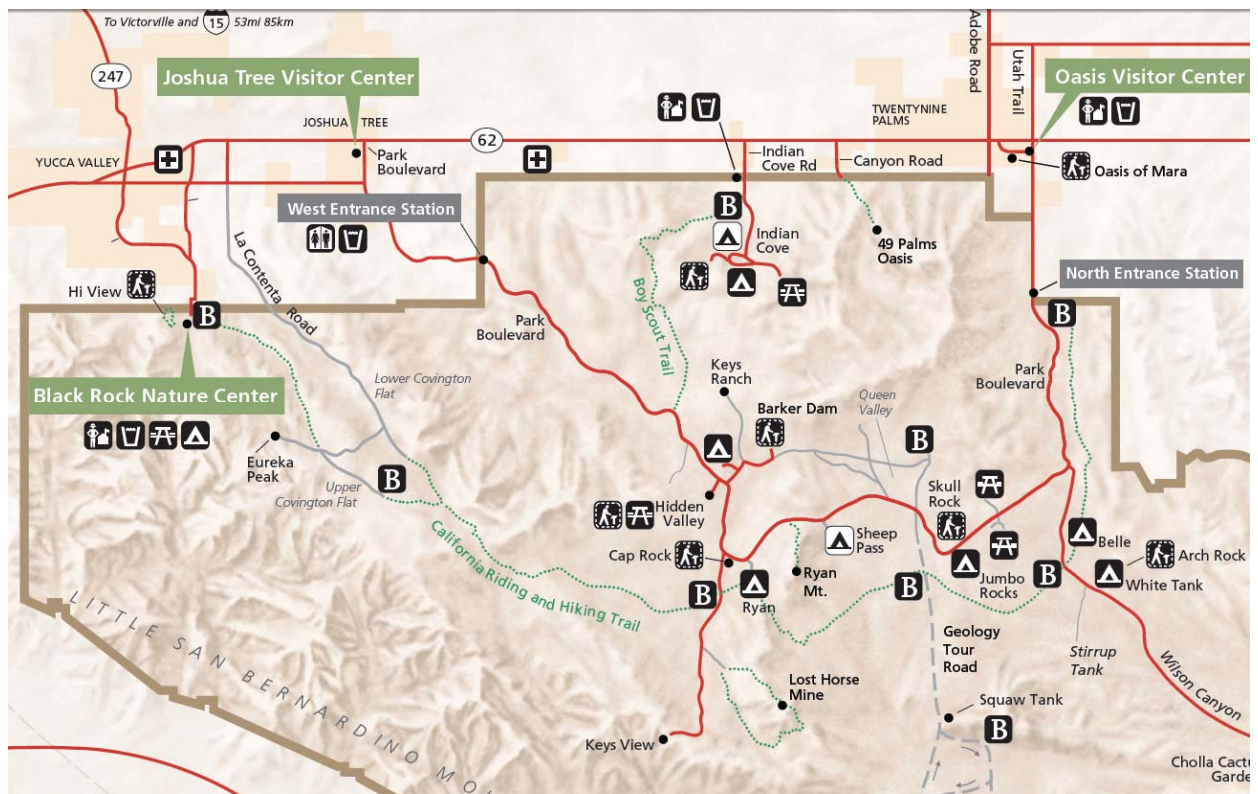 To Victorville and 15 53mi 85km
247
Joshua Tree Visitor Center
JOSHUA TREE
YUCCA VALLEY
Park
Boulevard
62
Indian
Cove Rd
Canyon Road
TWENTYNINE
PALMS
Adobe Road
Utah Trail
Oasis Visitor Center
Oasis of Mara
West Entrance Station
La Contenta Road
Hi View
B
Black Rock Nature Center
B
Indian
Cove
49 Palms
Oasis
North Entrance Station
B
Park
Boulevard
Boy Scout Trail
Park
Boulevard
Lower Covington
Flat
Eureka
Peak
Upper
Covington Flat
B
Keys
Ranch
Barker Dam
Queen
Valley
B
Skull
Rock
Hidden
Valley
Cap Rock
Sheep
Pass
California Riding and Hiking Trail
B
Ryan
Ryan
Mt.
B
Jumbo
Rocks
B
Belle
White Tank
Arch Rock
LITTLE SAN BERNARDINO MO
Geology
Tour
Road
Stirrup
Tank
Wilson Canyon
Lost Horse
Mine
Keys View
Squaw Tank
B
Cholla Cactu
Garde